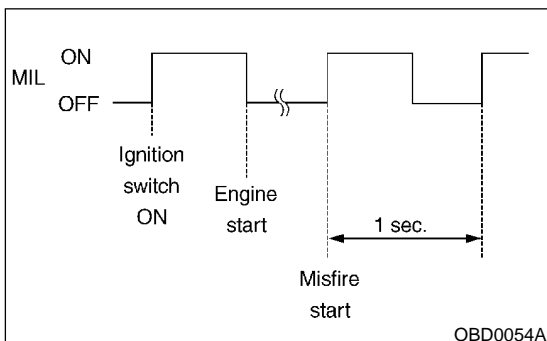 ON
MIL
OFF
Ignition
switch
ON
Engine
start
1 sec.
Misfire
start
OBD0054A